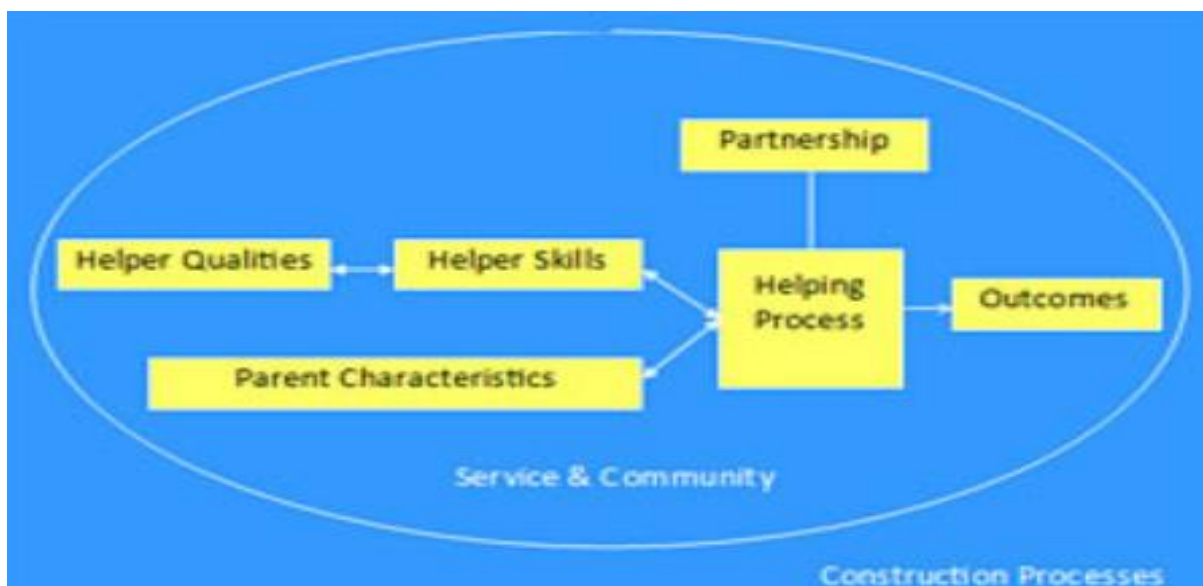 Partnership
Helper Qualities
Helper Skills
Helping
Process
Outcomes
Parent Characteristics
Service & Community
Construction Processes